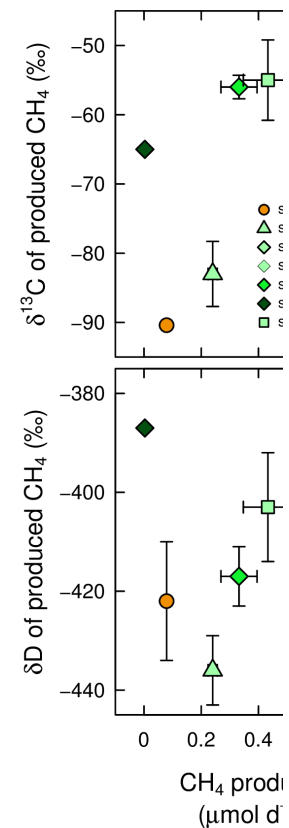 δ¹³C of produced CH₄ (‰)
−50
−60
−70
−80
−90
s
s
s
s
s
s
s
δD of produced CH₄ (‰)
−380
−400
−420
−440
0 0.2 0.4
CH₄
(μmol